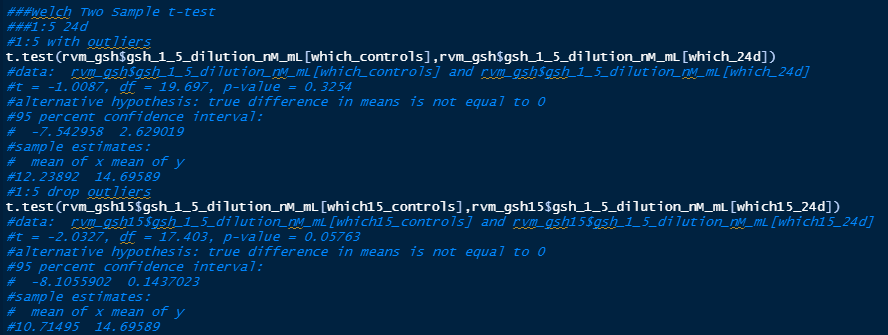 ###welch Two Sample t-test
###1:5 24d
#1:5 with outliers
t.test(rvm_gsh$gsh_1_5_dilution_nM_mL[which_controls],rvm_gsh$gsh_1_5_dilution_nM_mL[which_24d])
#data:  rvm_gsh$gsh_1_5_dilution_nM_mL[which_controls] and rvm_gsh$gsh_1_5_dilution_nM_mL[which_24d]
#t = -1.0087, df = 19.697, p-value = 0.3254
#alternative hypothesis: true difference in means is not equal to 0
#95 percent confidence interval:
#  -7.542958  2.629019
#sample estimates:
#  mean of x mean of y
#12.23892  14.69589
#1:5 drop outliers
t.test(rvm_gsh15$gsh_1_5_dilution_nM_mL[which15_controls],rvm_gsh15$gsh_1_5_dilution_nM_mL[which15_24d])
#data:  rvm_gsh15$gsh_1_5_dilution_nM_mL[which15_controls] and rvm_gsh15$gsh_1_5_dilution_nM_mL[which15_24d]
#t = -2.0327, df = 17.403, p-value = 0.05763
#alternative hypothesis: true difference in means is not equal to 0
#95 percent confidence interval:
#  -8.1055902  0.1437023
#sample estimates:
#  mean of x mean of y
#10.71495  14.69589